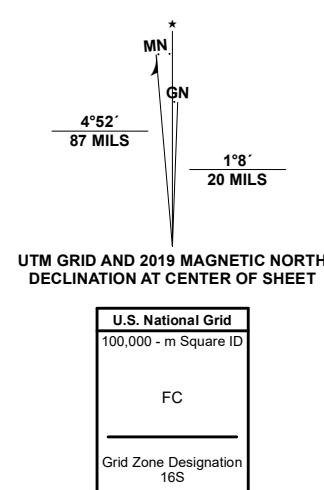 MN
GN
4°52´
87 MILS
1°8´
20 MILS
UTM GRID AND 2019 MAGNETIC NORTH
DECLINATION AT CENTER OF SHEET
U.S. National Grid
100,000 - m Square ID
FC
Grid Zone Designation
16S